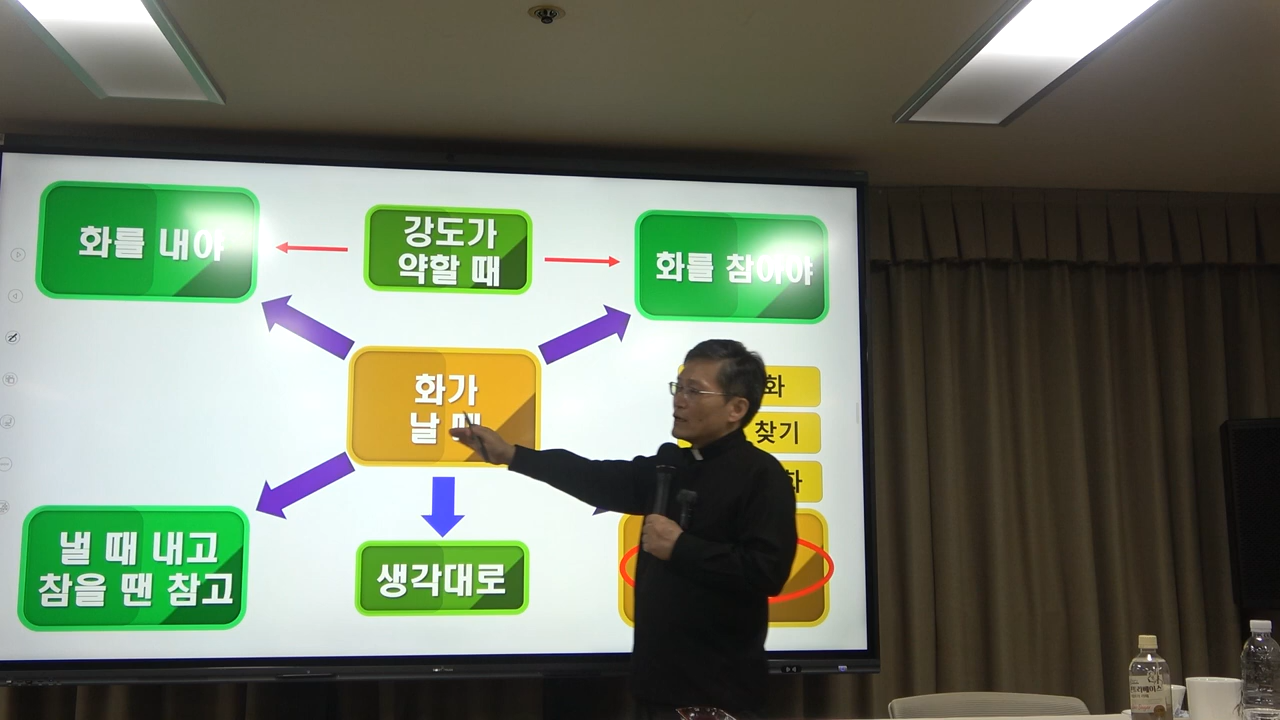 화를 내야
강도가
약할 때
화를 참아야
화가
날 때
화
찾기
화
낼 때 내고
참을 땐 참고
생각대로